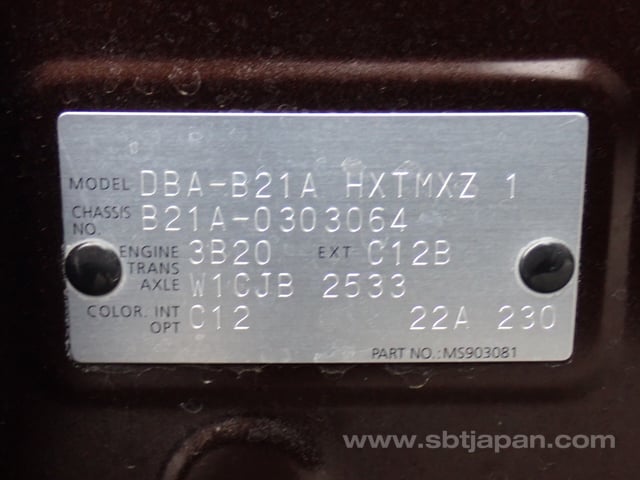 MODEL DBA-B21A HXTMXZ 1
CHASSIS NO. B21A-0303064
ENGINE 3B20 EXT C12B
TRANS AXLE W1CJB 2533
COLOR. INT OPT C12 22A 230
PART NO.: MS903081
www.sbtjapan.com